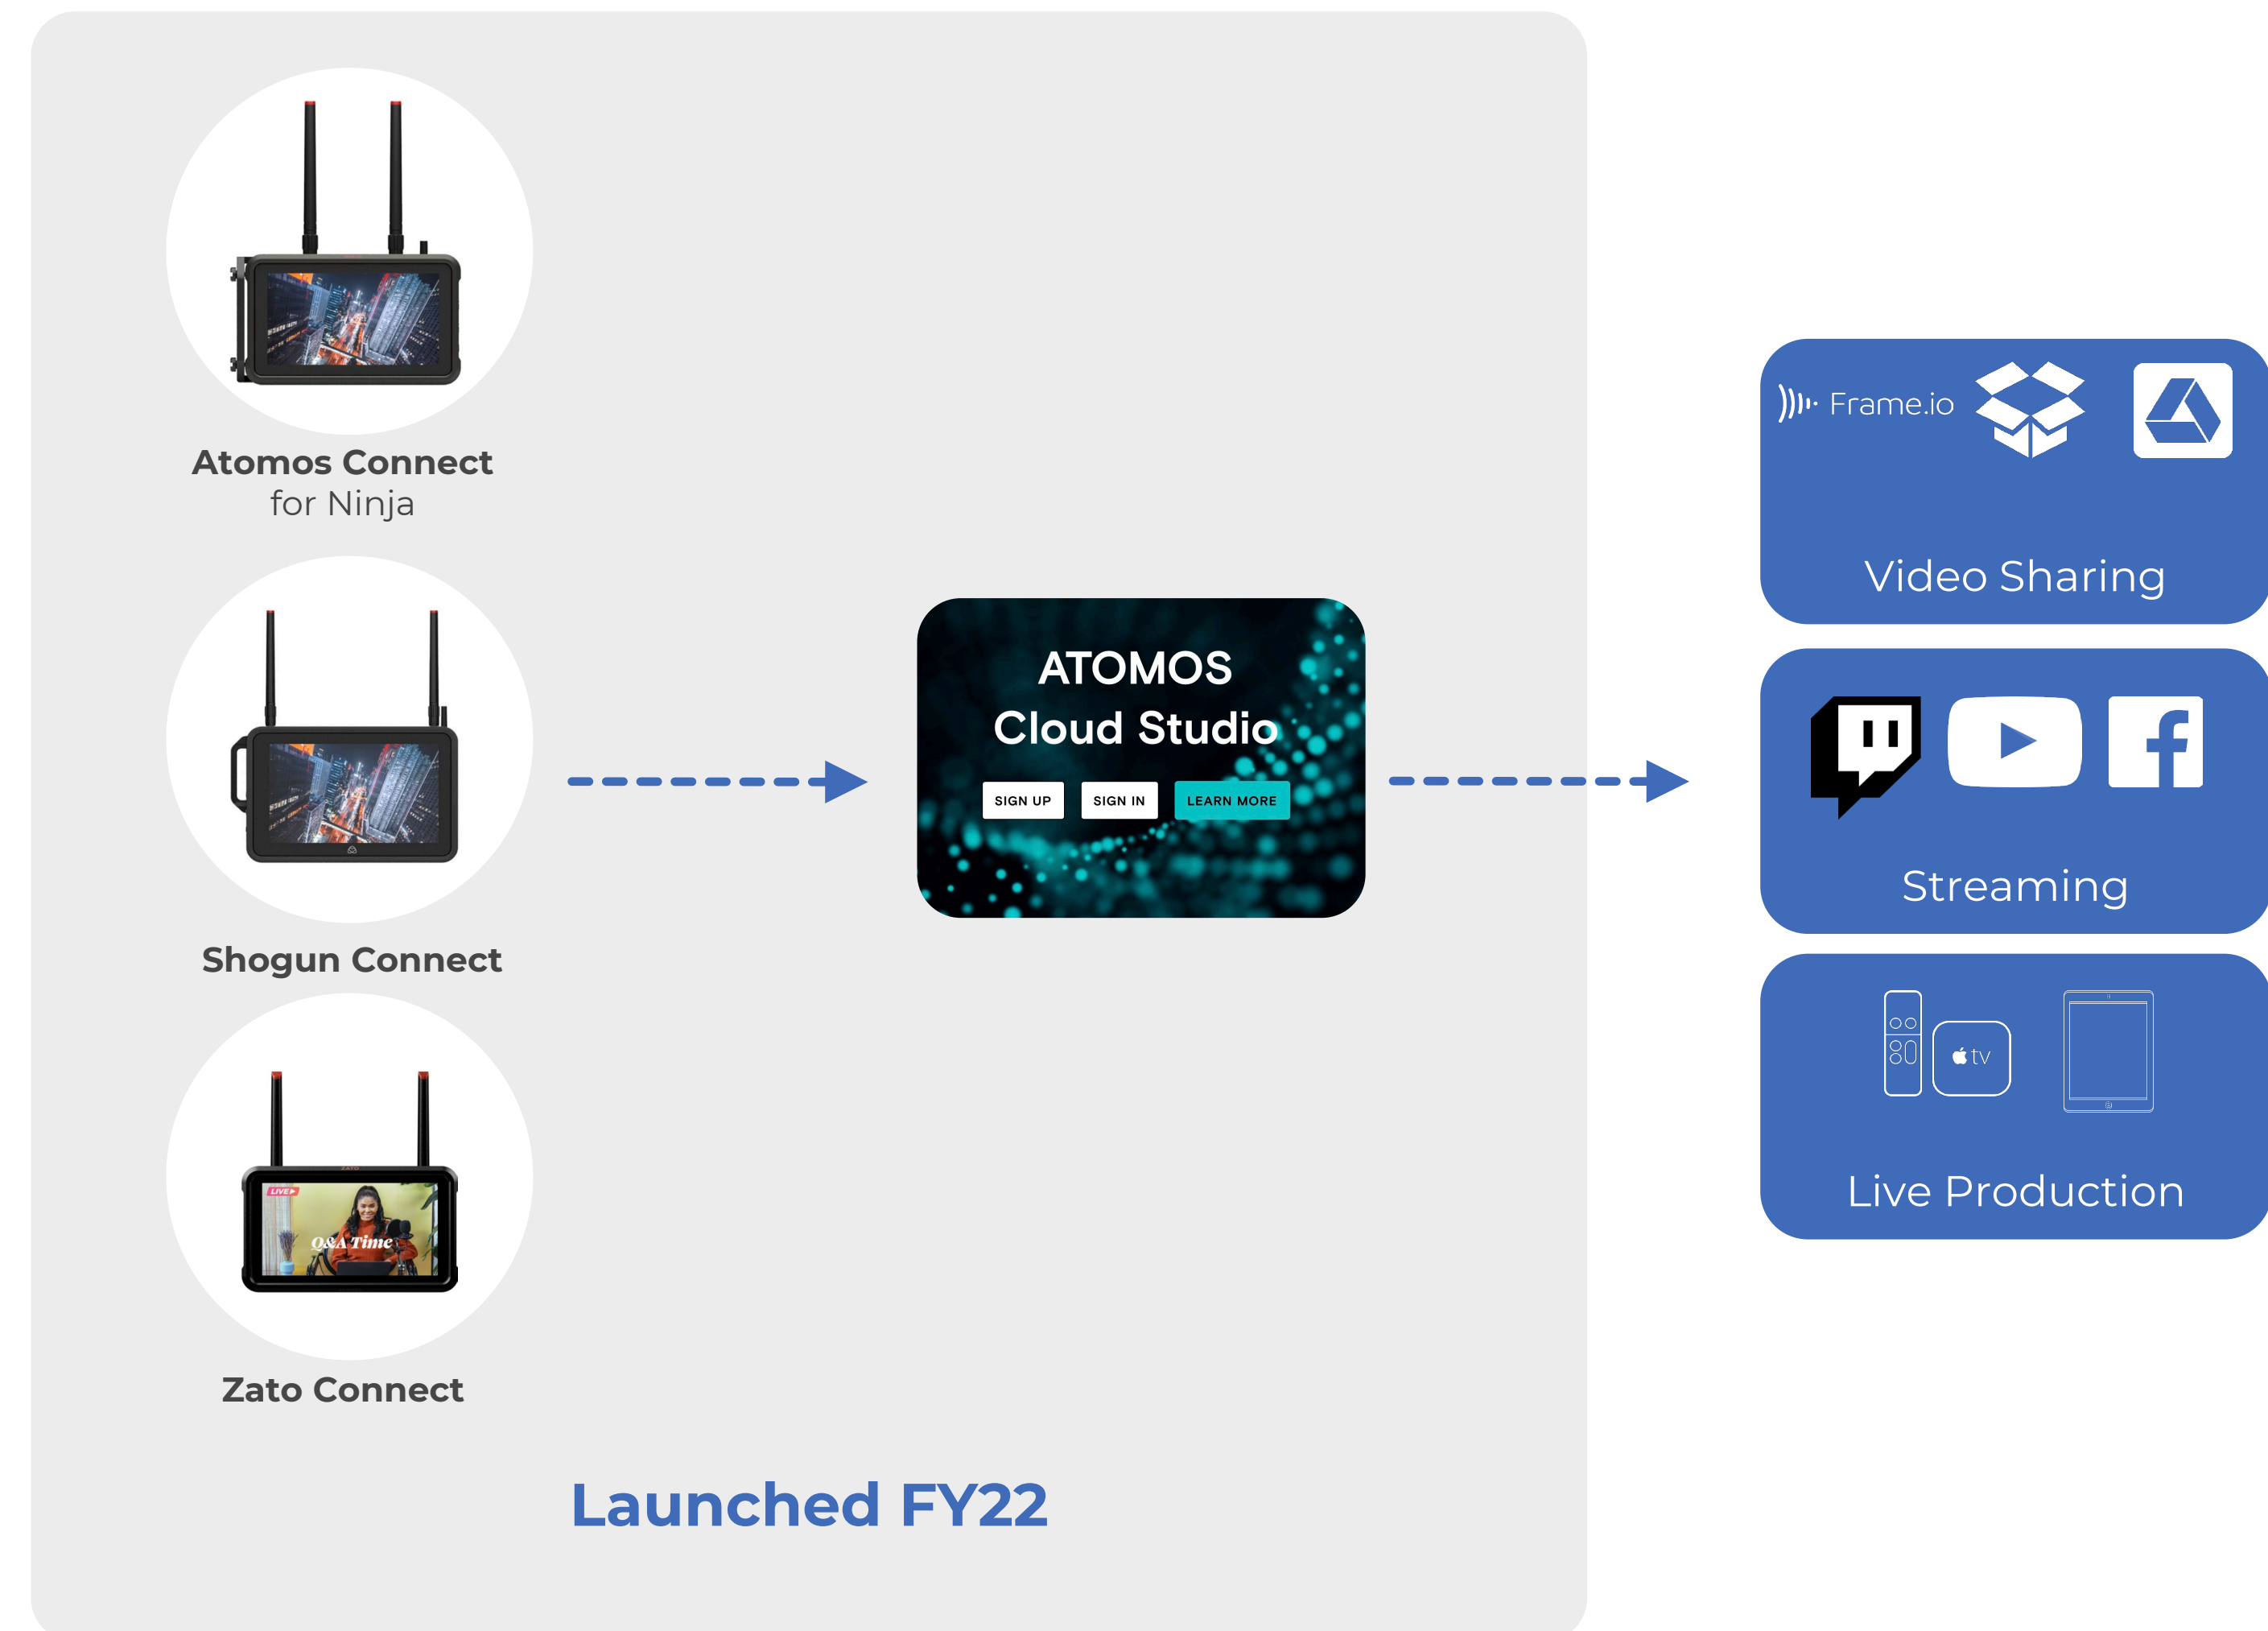 Atomos Connect
for Ninja
Shogun Connect
ZATO
LIVE
Q&A Time
Zato Connect
ATOMOS
Cloud Studio
SIGN UP
SIGN IN
LEARN MORE
Launched FY22
Frame.io
Video Sharing
Streaming
tv
Live Production